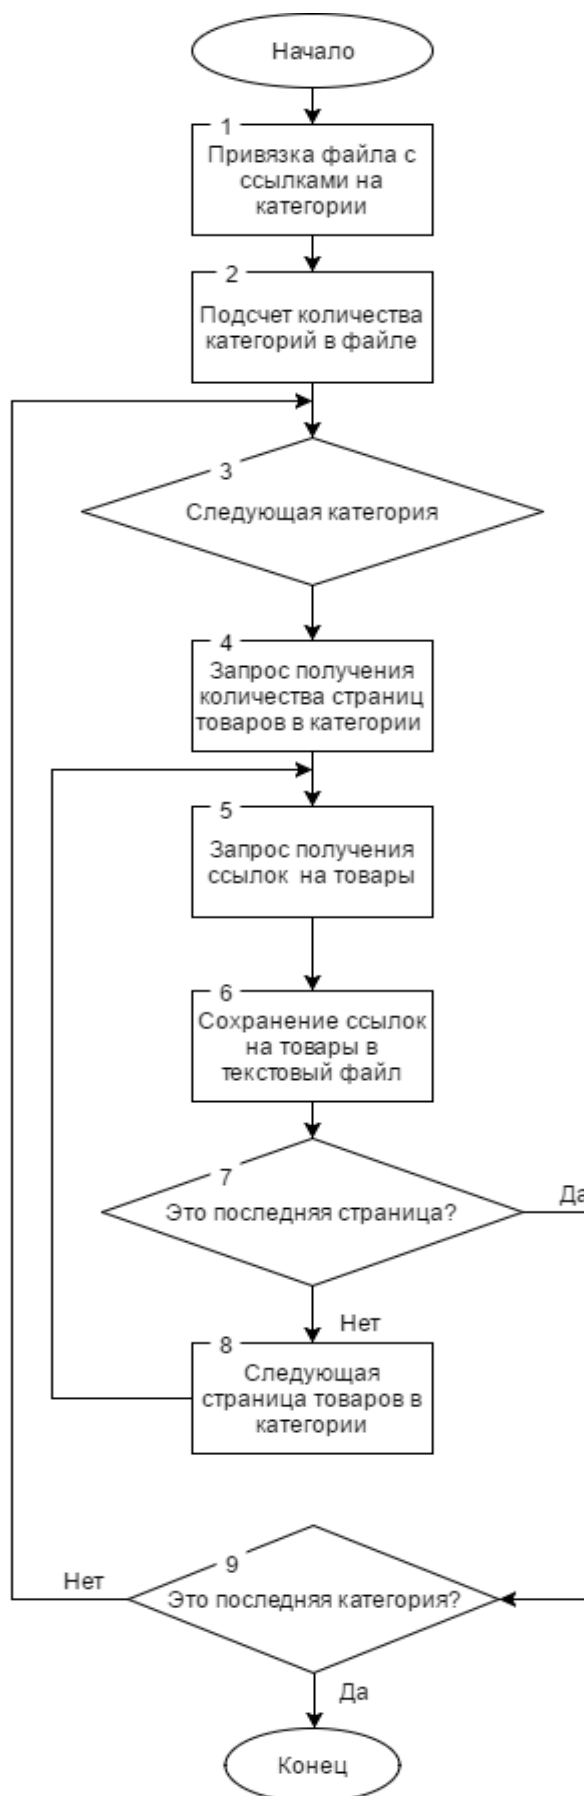 Начало
1
Привязка файла с
ссылками на
категории
2
Подсчет количества
категорий в файле
3
Следующая категория
4
Запрос получения
количества страниц
товаров в категории
5
Запрос получения
ссылок на товары
6
Сохранение ссылок
на товары в
текстовый файл
7
Это последняя страница?
Да
Нет
8
Следующая
страница товаров в
категории
9
Нет
Это последняя категория?
Да
Конец